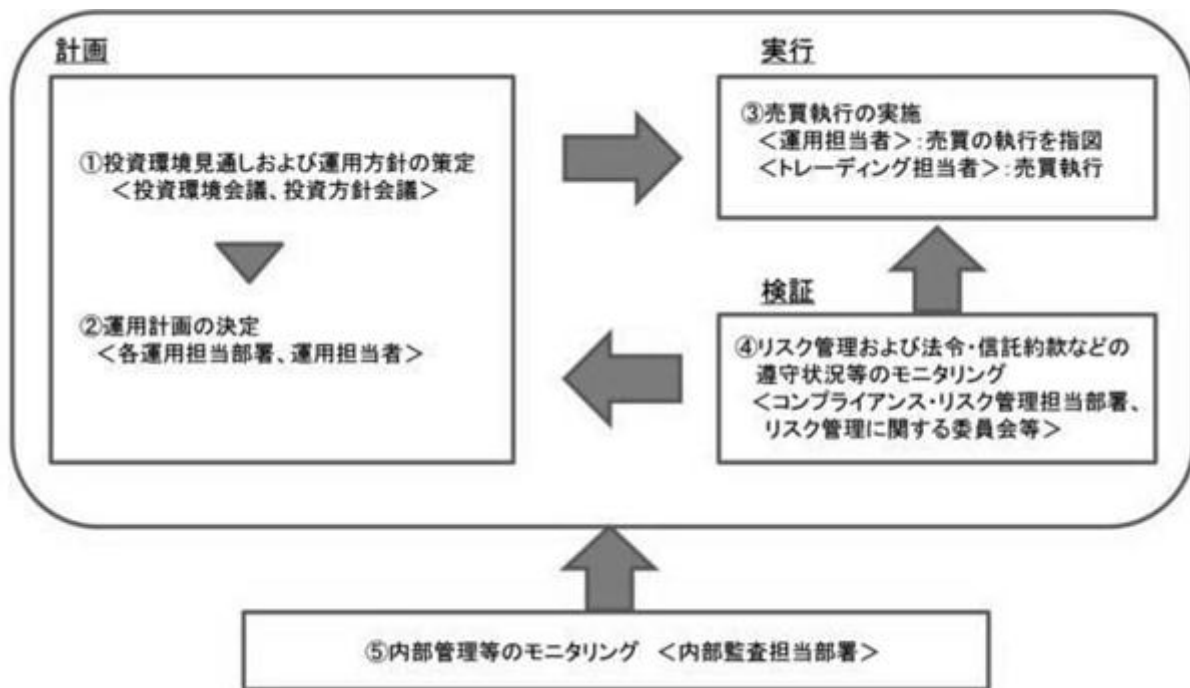 計画
①投資環境見通しおよび運用方針の策定
<投資環境会議、投資方針会議>
②運用計画の決定
<各運用担当部署、運用担当者>
実行
③売買執行の実施
<運用担当者>:売買の執行を指図
<トレーディング担当者>:売買執行
検証
④リスク管理および法令・信託約款などの
遵守状況等のモニタリング
<コンプライアンス・リスク管理担当部署、
リスク管理に関する委員会等>
⑤内部管理等のモニタリング <内部監査担当部署>